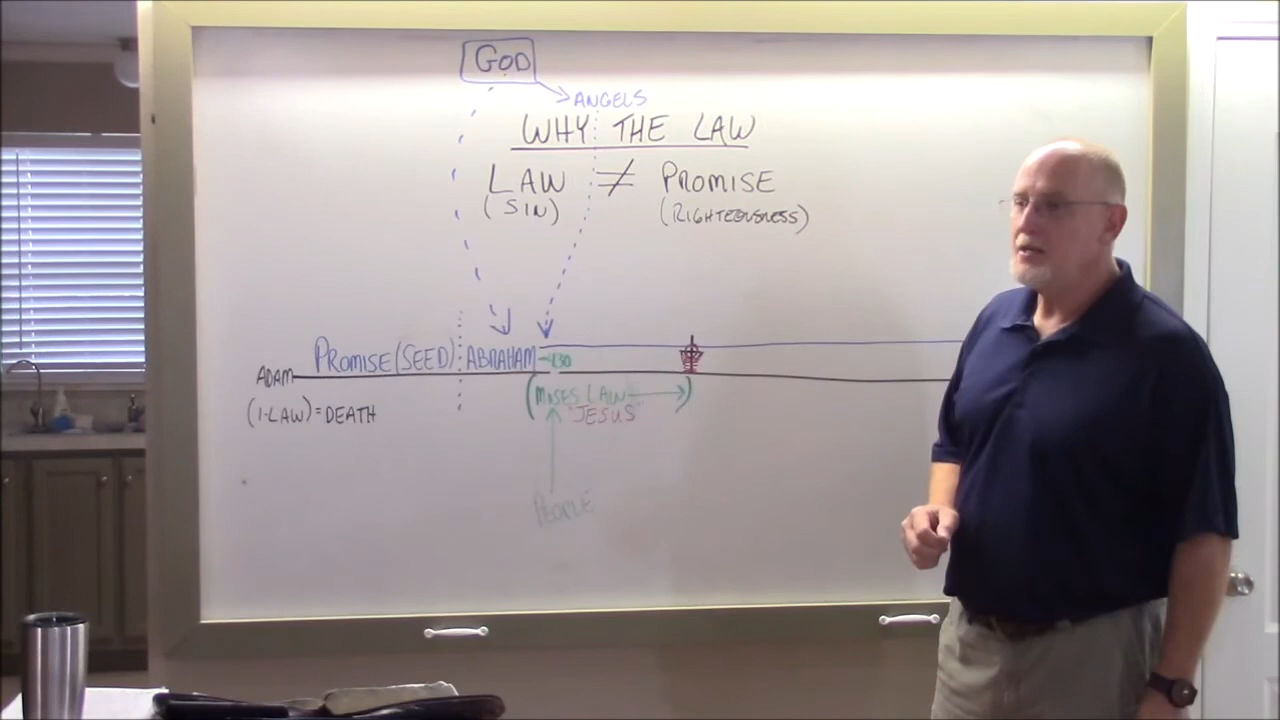 GOD
ANGELS
WHY THE LAW
LAW ≠ PROMISE
(SIN) (RIGHTEOUSNESS)
PROMISE (SEED) ABRAHAM 430
ADAM
(1-LAW) = DEATH
(MOSES LAW)
"JESUS"
PEOPLE